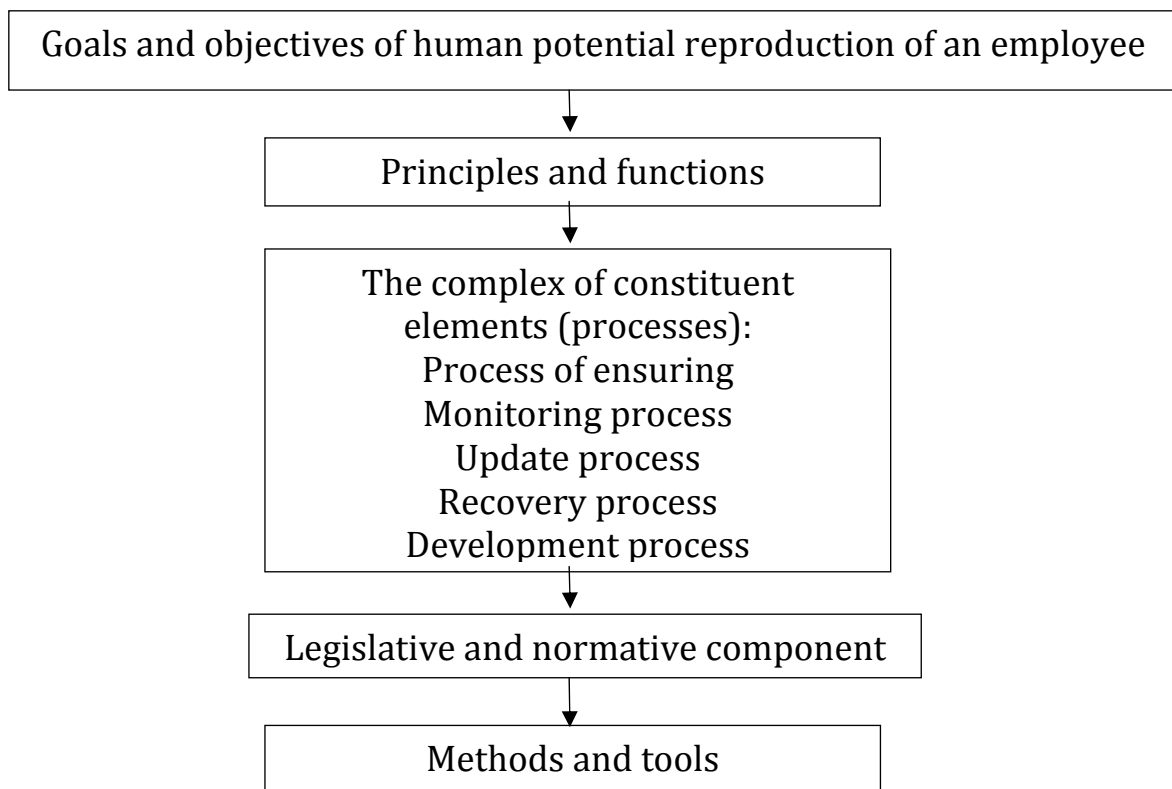 Goals and objectives of human potential reproduction of an employee
Principles and functions
The complex of constituent
elements (processes):
Process of ensuring
Monitoring process
Update process
Recovery process
Development process
Legislative and normative component
Methods and tools